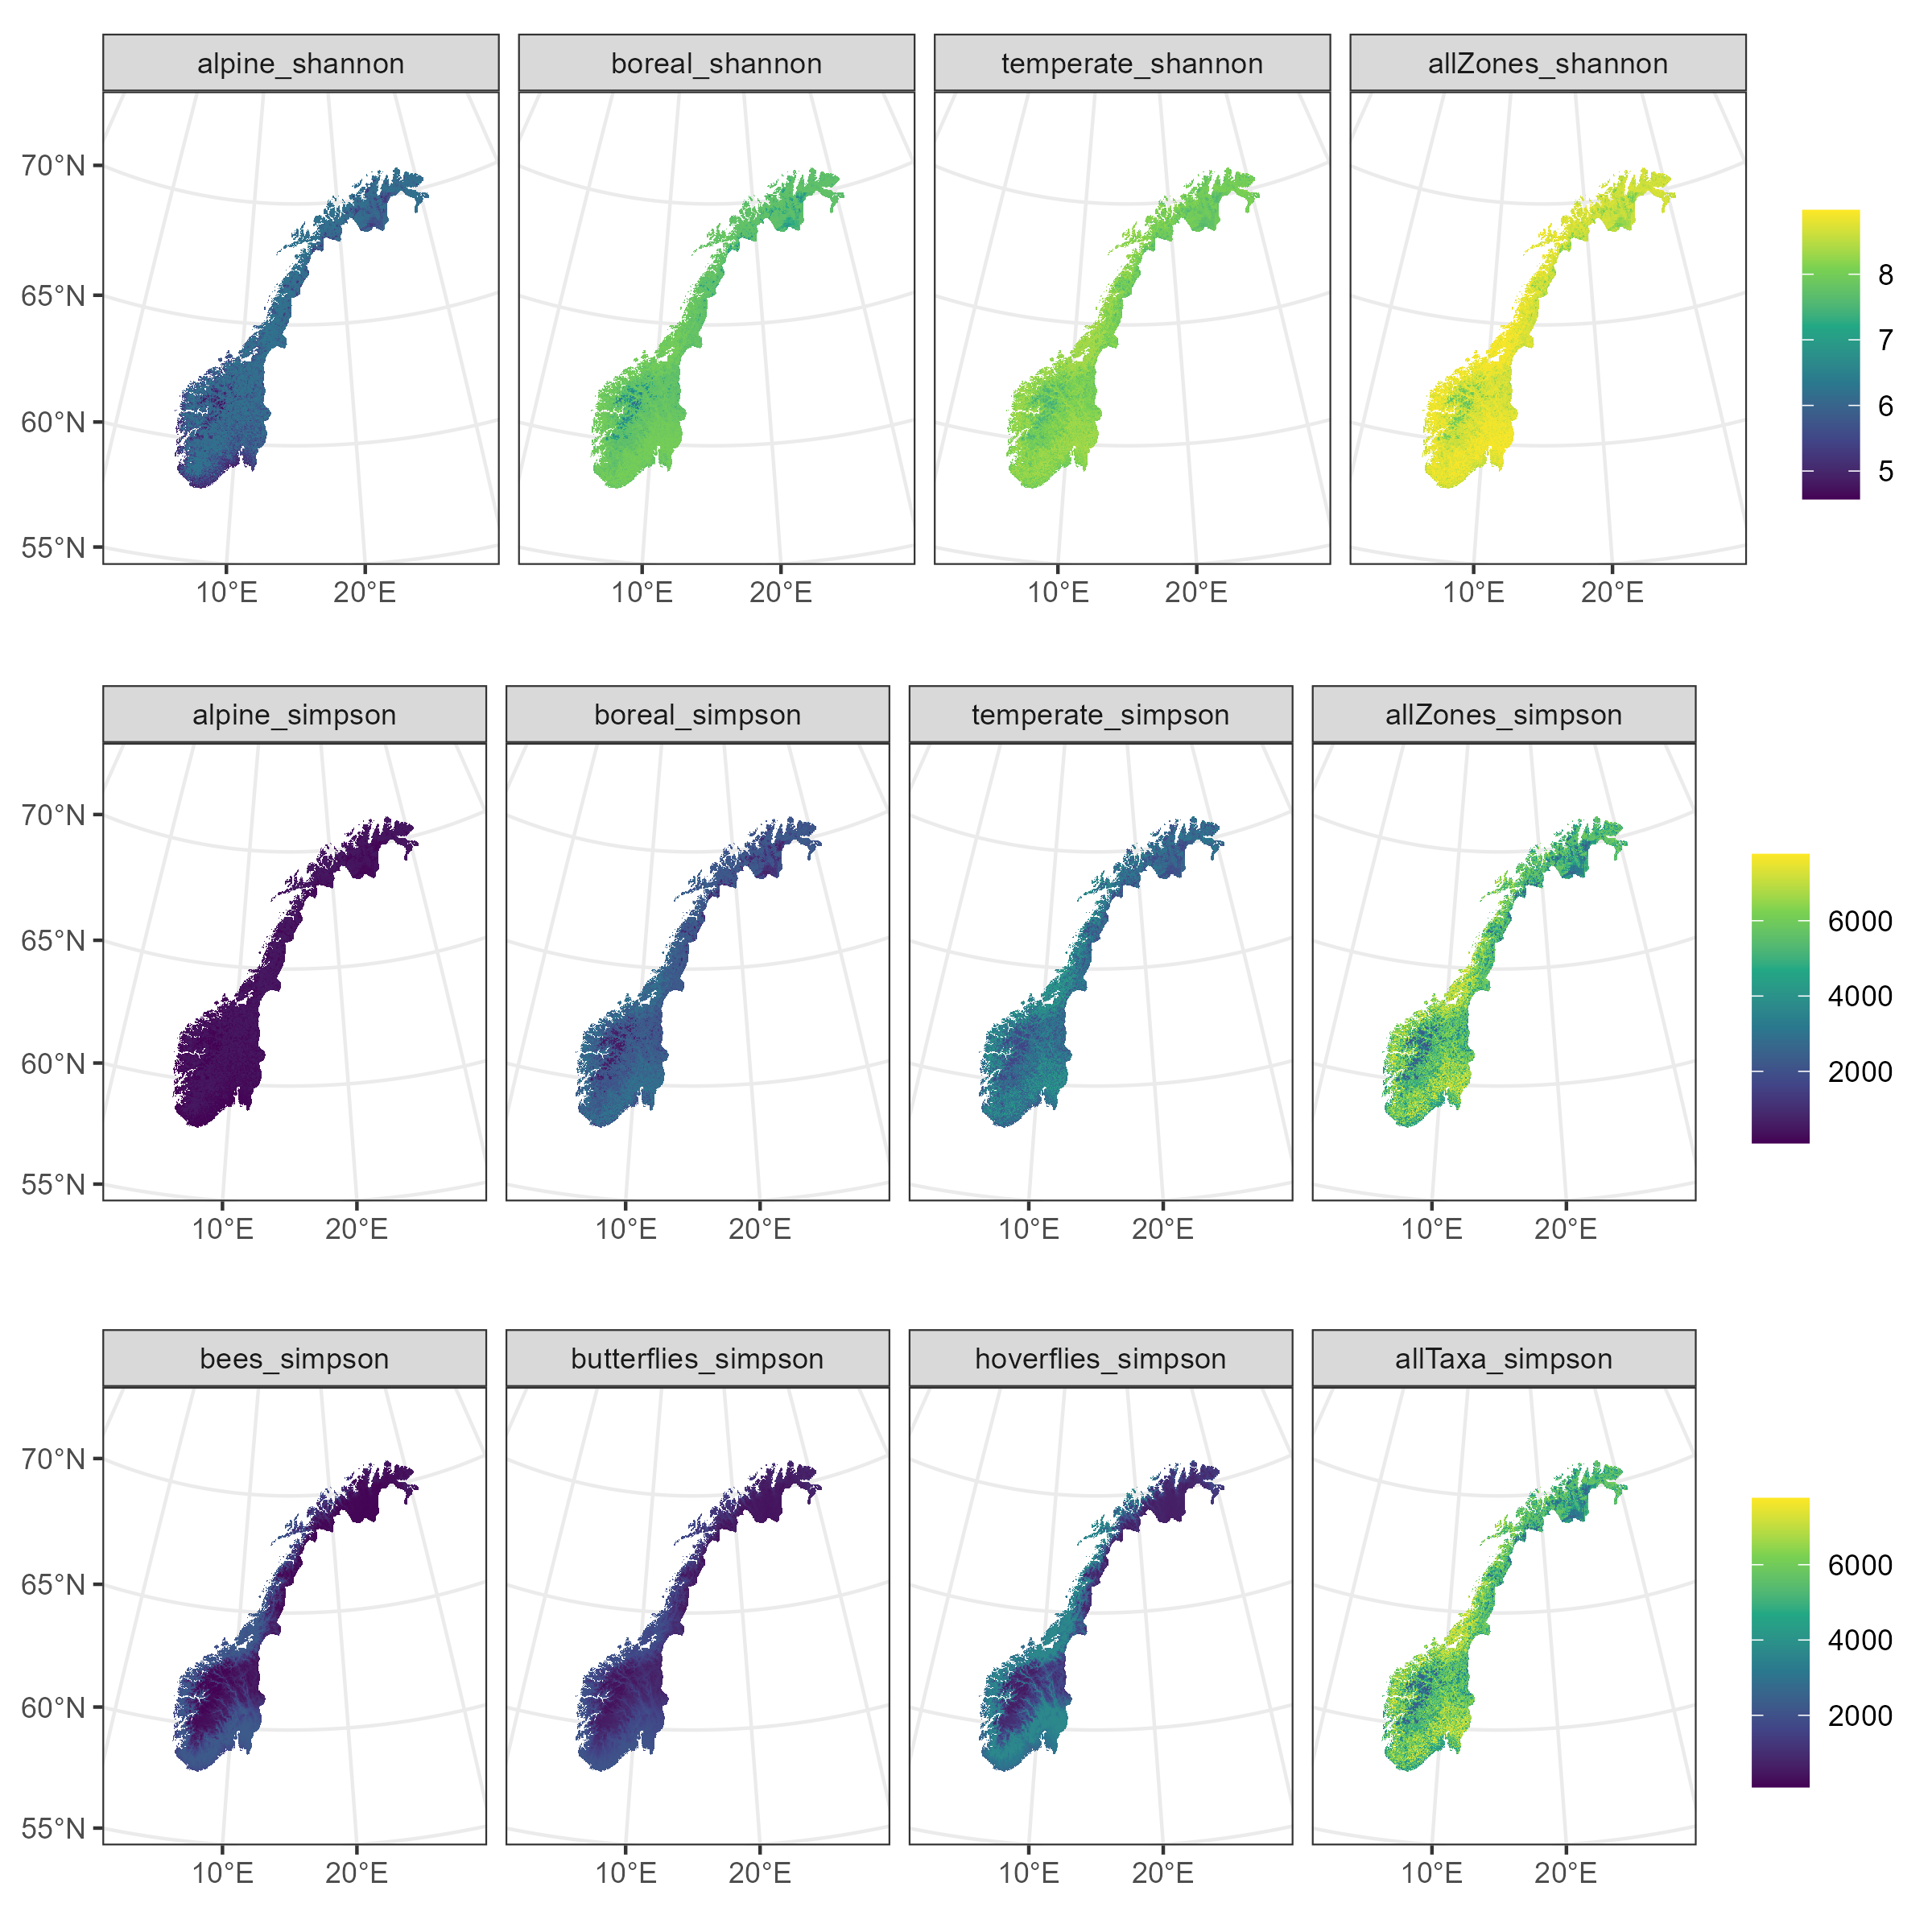 alpine_shannon boreal_shannon temperate_shannon allZones_shannon
70°N
65°N
60°N
55°N
10°E 20°E 10°E 20°E 10°E 20°E 10°E 20°E
8
7
6
5
alpine_simpson boreal_simpson temperate_simpson allZones_simpson
70°N
65°N
60°N
55°N
10°E 20°E 10°E 20°E 10°E 20°E 10°E 20°E
6000
4000
2000
bees_simpson butterflies_simpson hoverflies_simpson allTaxa_simpson
70°N
65°N
60°N
55°N
10°E 20°E 10°E 20°E 10°E 20°E 10°E 20°E
6000
4000
2000